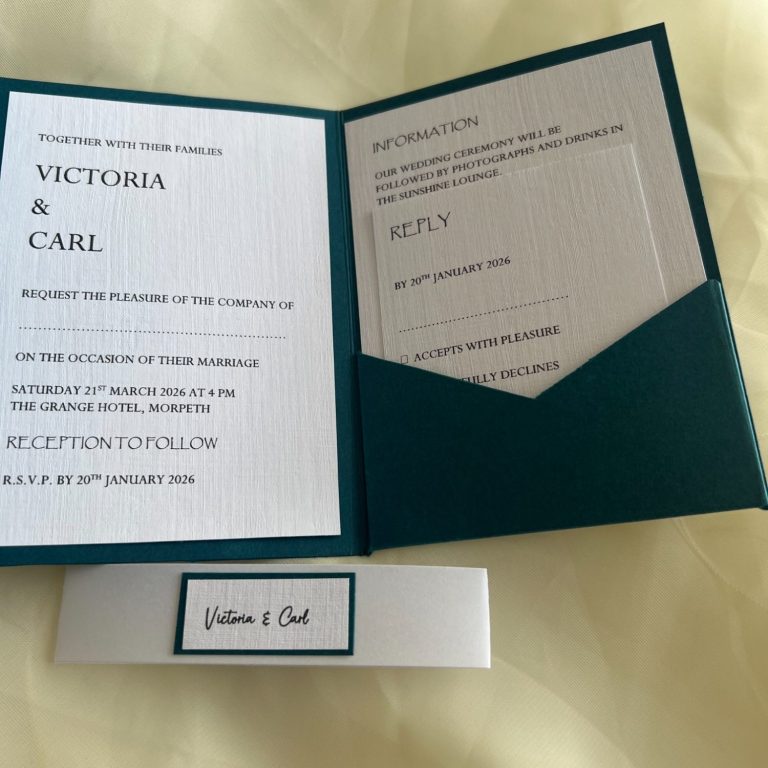 TOGETHER WITH THEIR FAMILIES
VICTORIA
&
CARL
REQUEST THE PLEASURE OF THE COMPANY OF
ON THE OCCASION OF THEIR MARRIAGE
SATURDAY 21ST MARCH 2026 AT 4 PM
THE GRANGE HOTEL, MORPETH
RECEPTION TO FOLLOW
R.S.V.P. BY 20TH JANUARY 2026
INFORMATION
OUR WEDDING CEREMONY WILL BE
FOLLOWED BY PHOTOGRAPHS AND DRINKS IN
THE SUNSHINE LOUNGE.
REPLY
BY 20TH JANUARY 2026
ACCEPTS WITH PLEASURE
DECLINES
Victoria & Carl